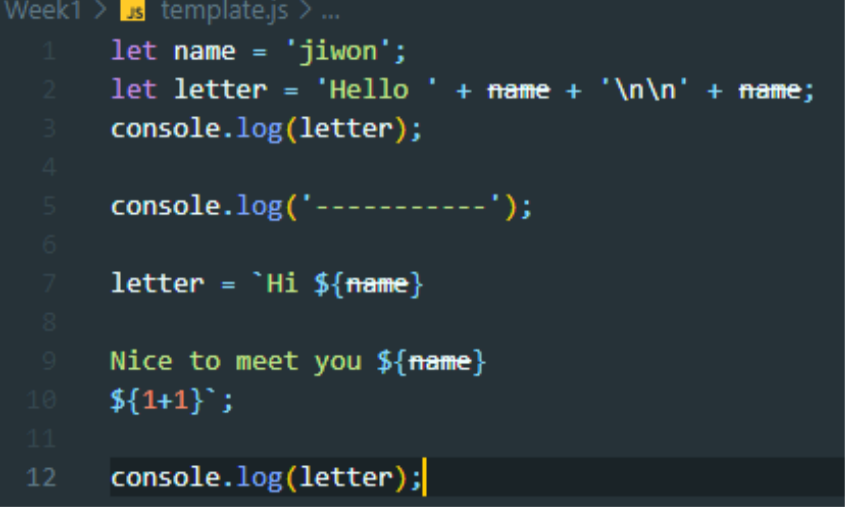 Week1 > JS template.js > ...
1 let name = 'jiwon';
2 let letter = 'Hello ' + name + '\n\n' + name;
3 console.log(letter);
4
5 console.log('-----------');
6
7 letter = `Hi ${name}
8
9 Nice to meet you ${name}
10 ${1+1}`;
11
12 console.log(letter);